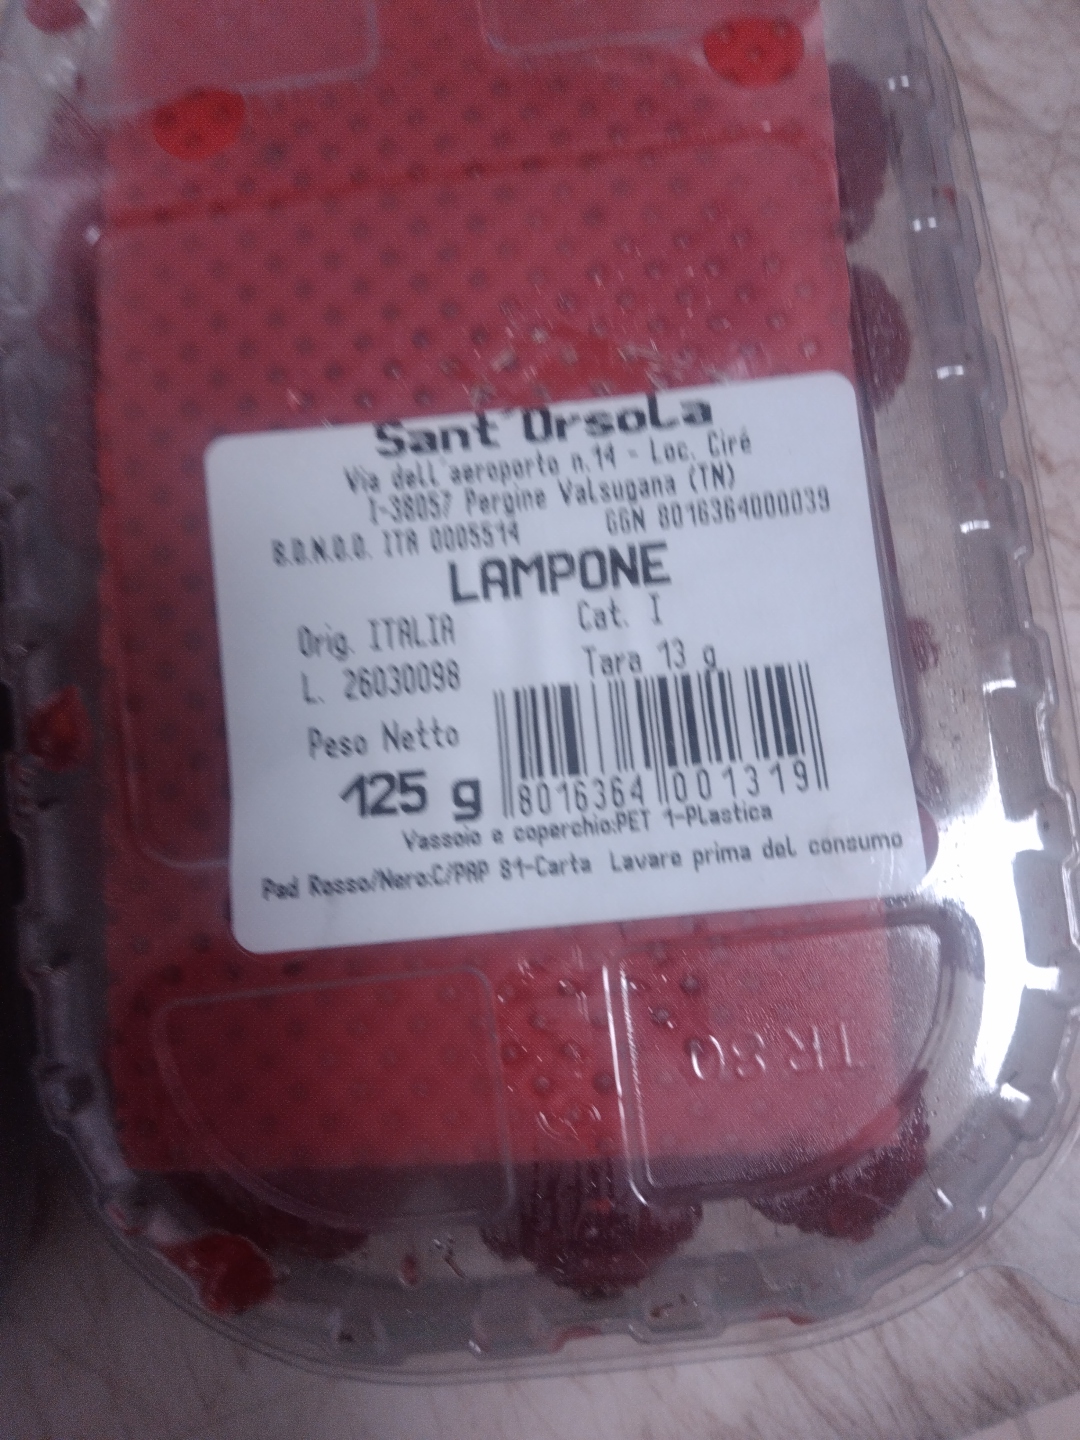 Sant'Orsola
Via dell'aeroporto n.14 - Loc. Ciré
I-38057 Pergine Valsugana (TN)
B.D.N.O.O. ITA 0005514 GGN 8016364000039
LAMPONE
Orig. ITALIA Cat. I
L. 26030098 Tara 13 g
Peso Netto
125 g
8016364 001319
Vassoio e coperchio:PET 1-Plastica
Pad Rosso/Nero:C/PAP 81-Carta Lavare prima del consumo
TR 80